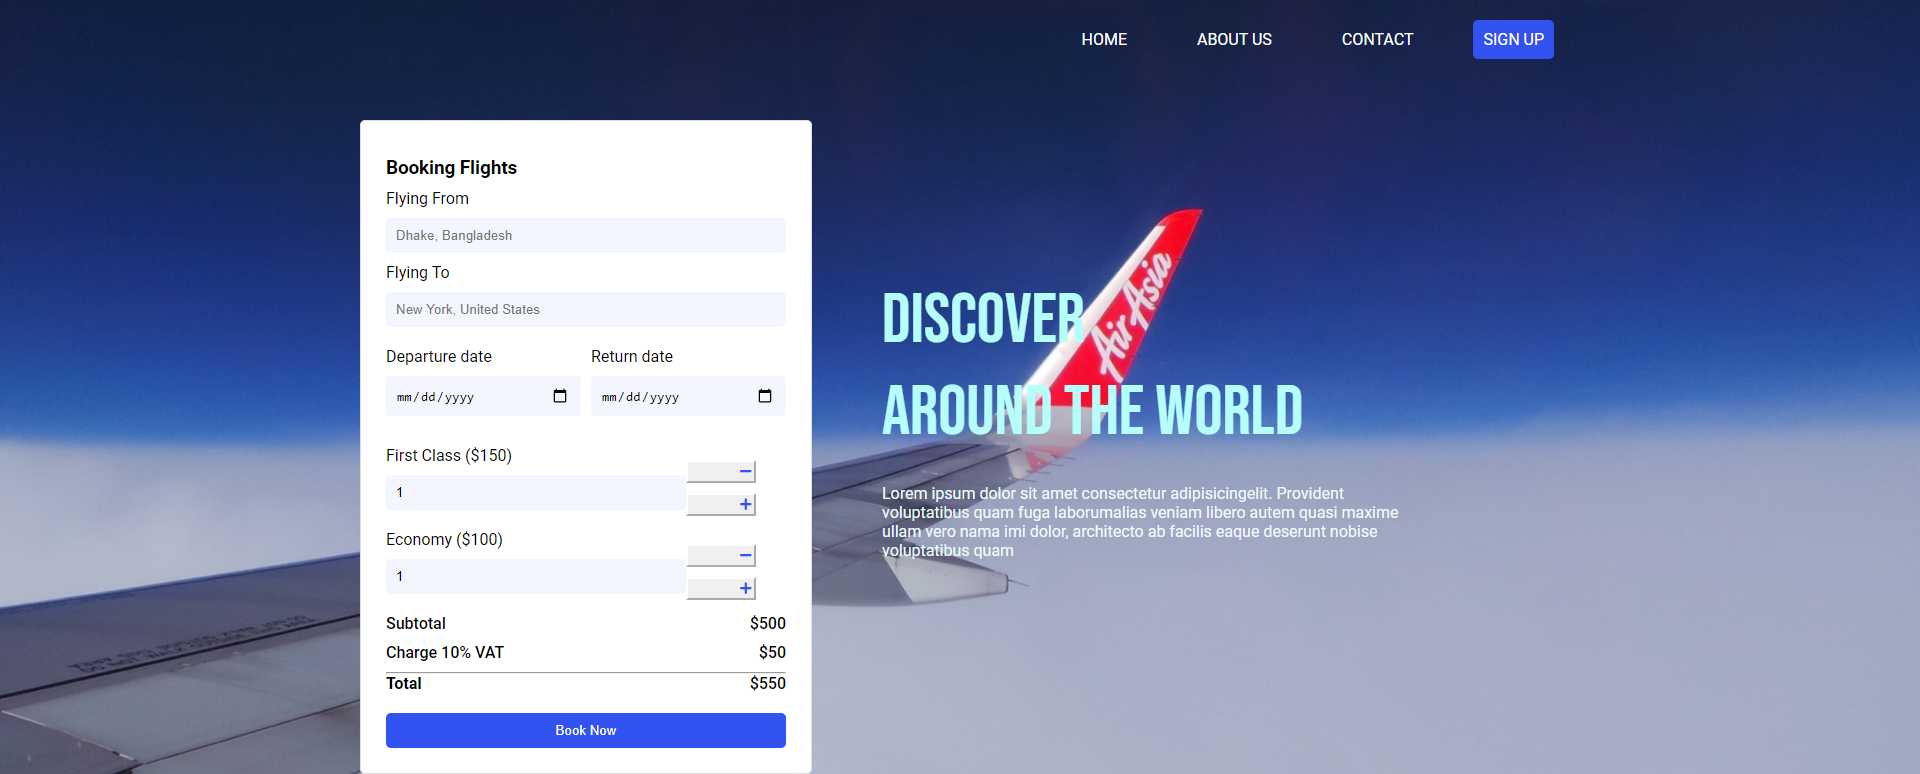 HOME ABOUT US CONTACT SIGN UP
Booking Flights
Flying From
Dhake, Bangladesh
Flying To
New York, United States
Departure date Return date
mm/dd/yyyy mm/dd/yyyy
First Class ($150)
1
−
+
Economy ($100)
1
−
+
Subtotal $500
Charge 10% VAT $50
Total $550
Book Now
AirAsia
DISCOVER
AROUND THE WORLD
Lorem ipsum dolor sit amet consectetur adipisicingelit. Provident
voluptatibus quam fuga laborumalias veniam libero autem quasi maxime
ullam vero nama imi dolor, architecto ab facilis eaque deserunt nobise
voluptatibus quam